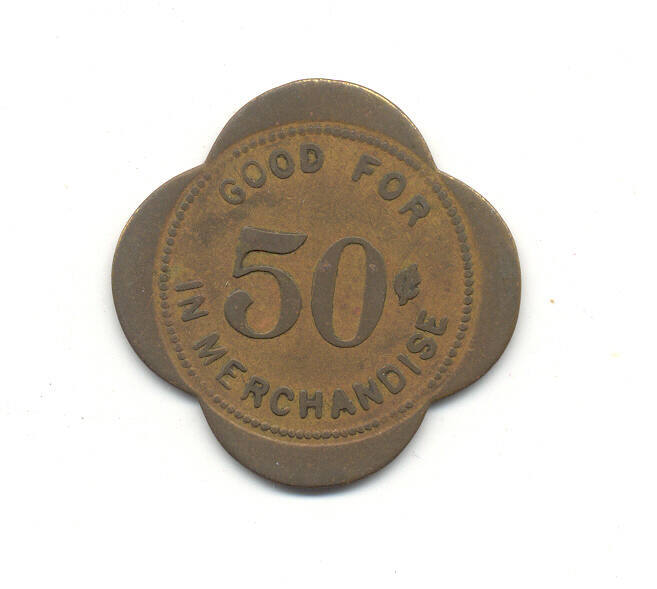 GOOD FOR
50¢
IN MERCHANDISE